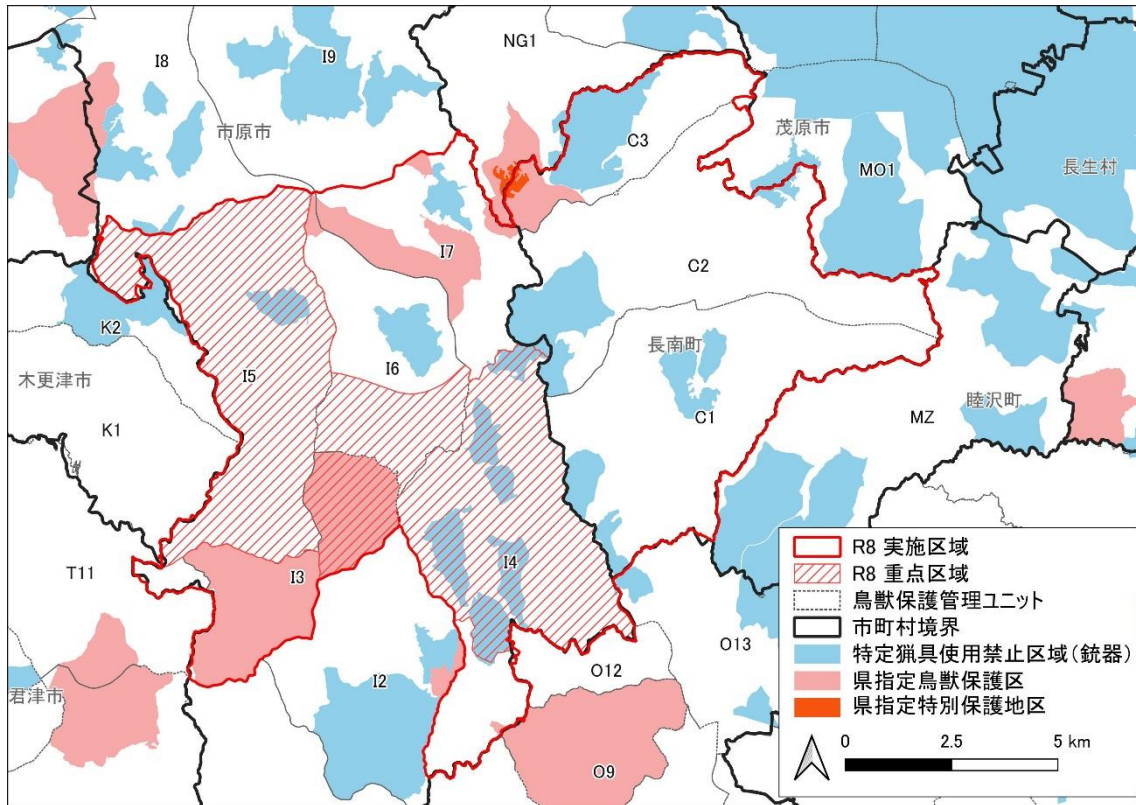 NG1
I8
I9
市原市
C3
茂原市
MO1
長生村
I7
C2
K2
I5
I6
長南町
木更津市
K1
C1
MZ
睦沢町
T11
I3
I4
O12
O13
君津市
I2
O9
R8 実施区域
R8 重点区域
鳥獣保護管理ユニット
市町村境界
特定猟具使用禁止区域(銃器)
県指定鳥獣保護区
県指定特別保護地区
0 2.5 5 km